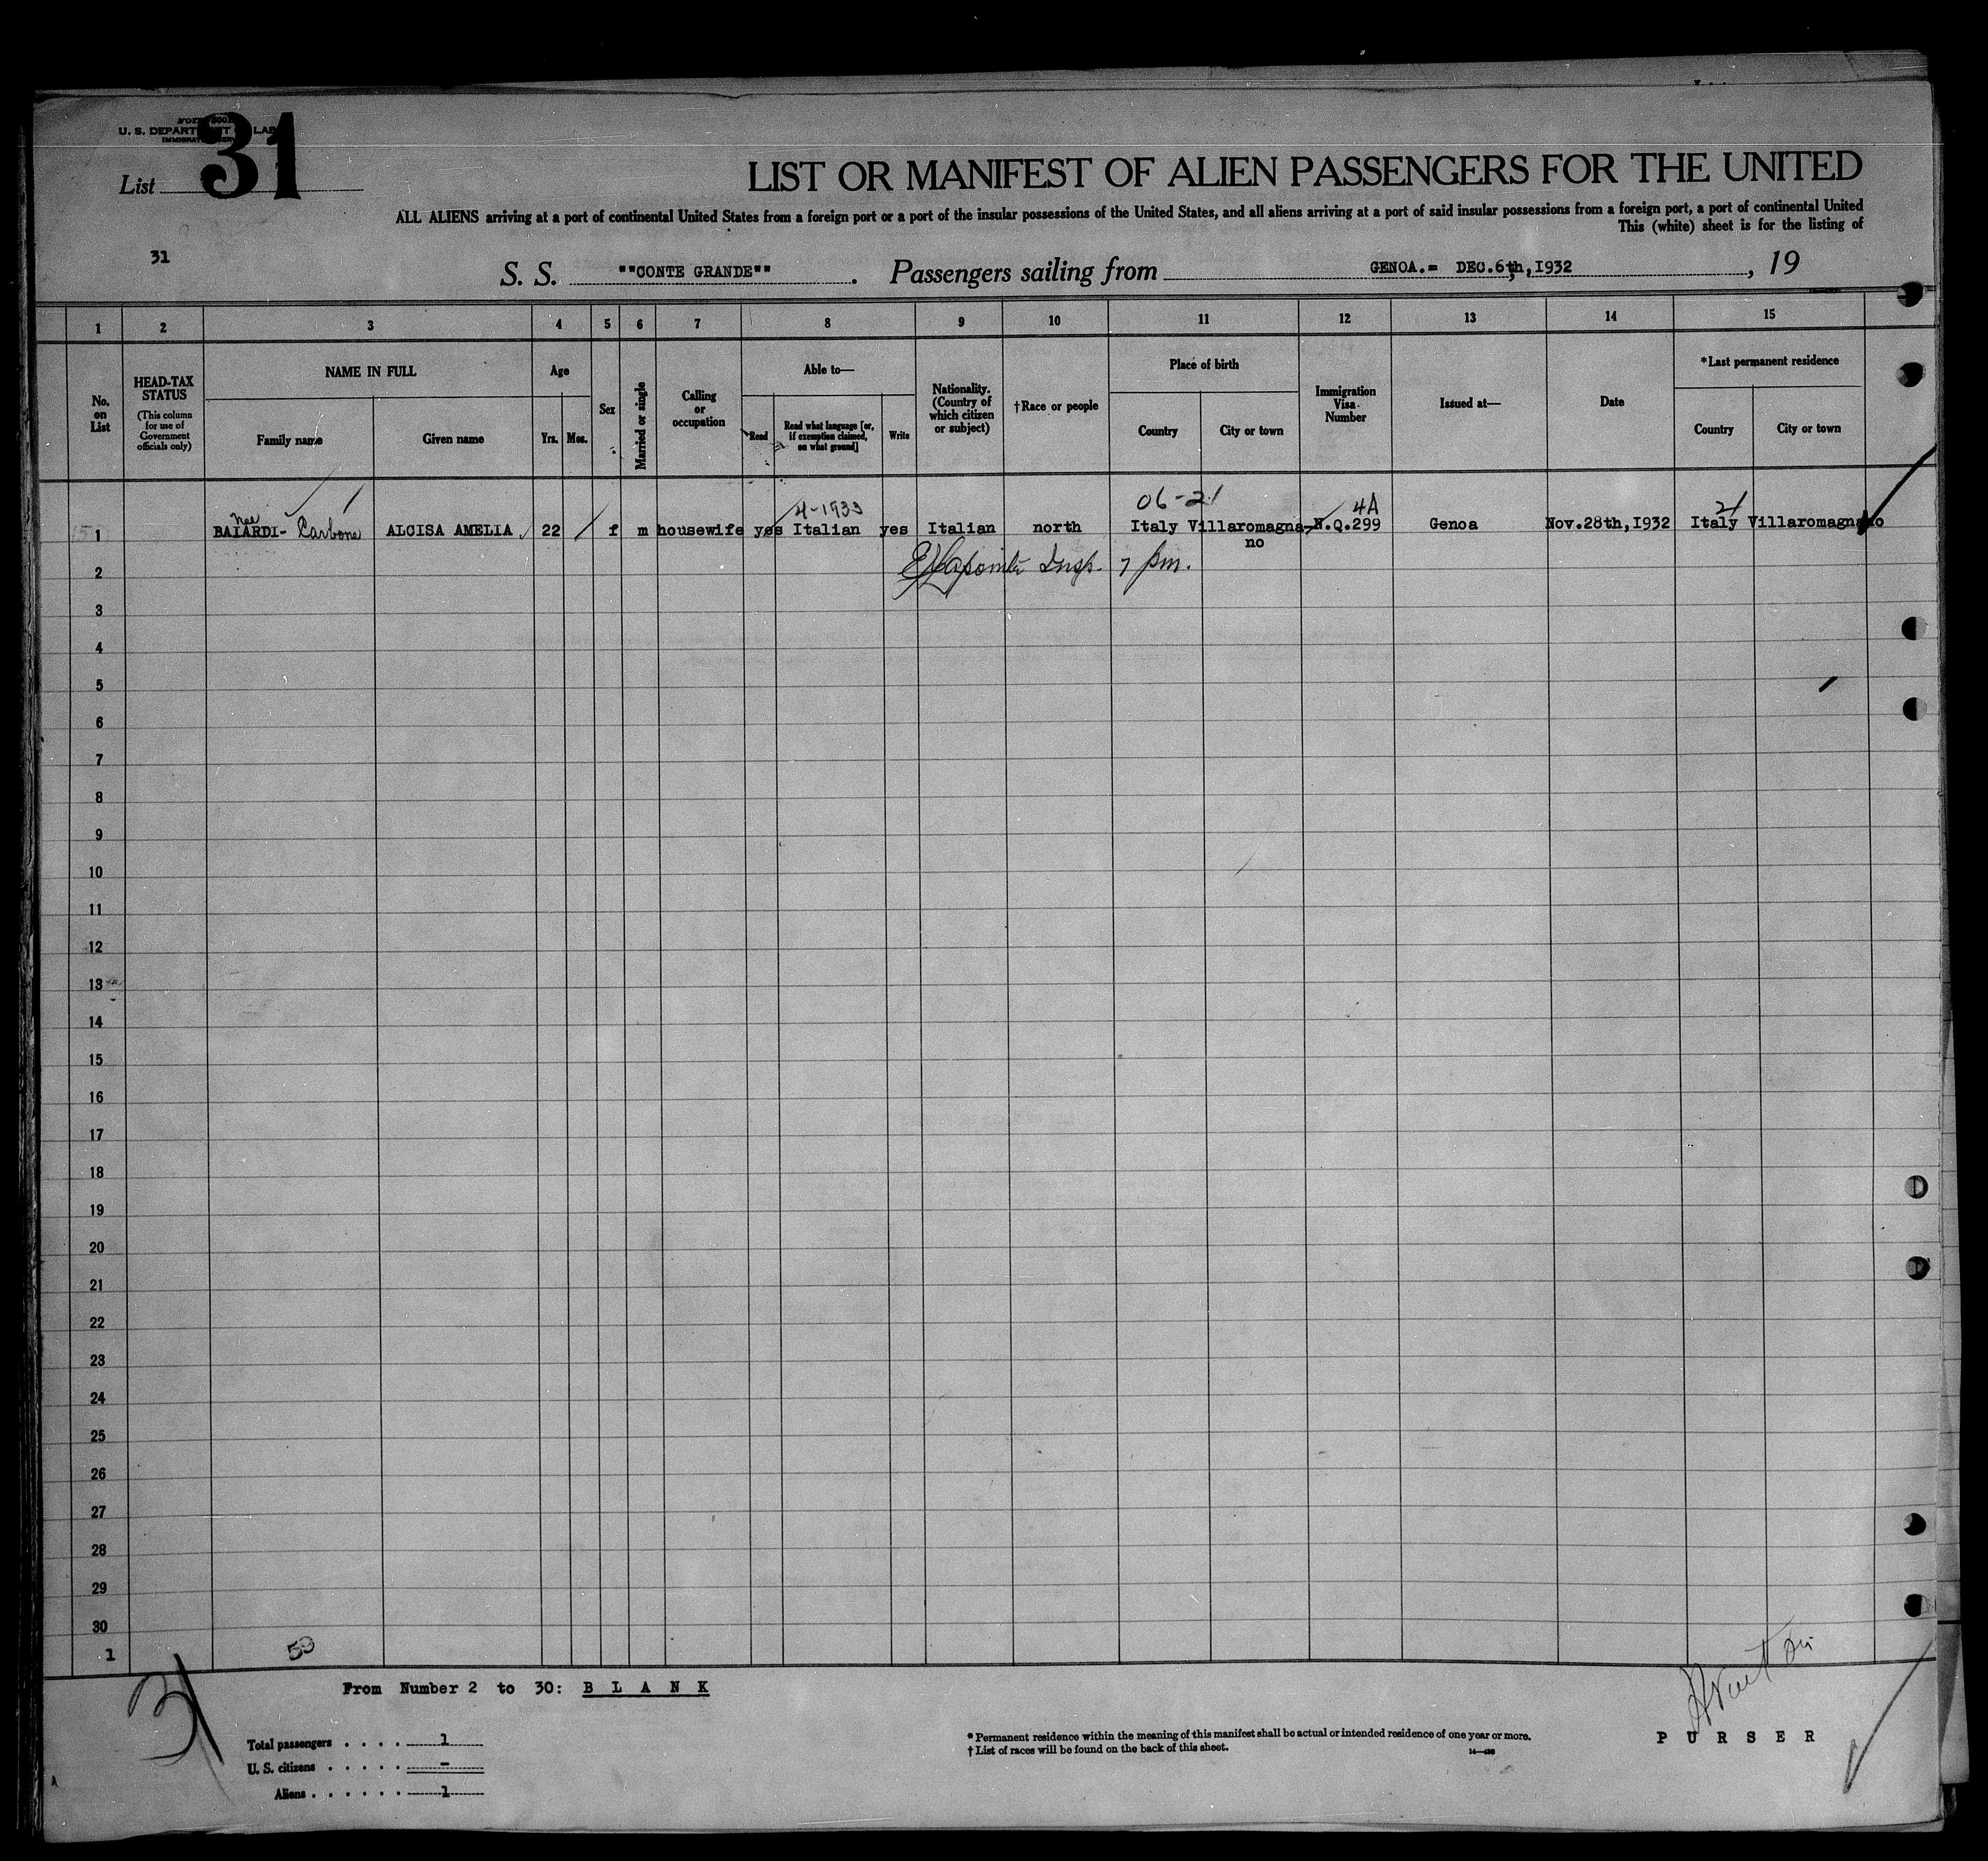 U. S. DEPARTMENT LAB
List 31
LIST OR MANIFEST OF ALIEN PASSENGERS FOR THE UNITED
ALL ALIENS arriving at a port of continental United States from a foreign port or a port of the insular possessions of the United States, and all aliens arriving at a port of said insular possessions from a foreign port, a port of continental United
This (white) sheet is for the listing of
31
S. S. ""CONTE GRANDE"". Passengers sailing from GENOA.= DEC.6th,1932, 19
1 2 3 4 5 6 7 8 9 10 11 12 13 14 15
No. on List
HEAD-TAX STATUS
(This column for use of Government officials only)
NAME IN FULL
Family name
Given name
Age
Yrs.
Mos.
Sex
Married or single
Calling or occupation
Able to—
Read
Read what language [or, if exemption claimed, on what ground]
Write
Nationality. (Country of which citizen or subject)
†Race or people
Place of birth
Country
City or town
Immigration Visa Number
Issued at—
Date
*Last permanent residence
Country
City or town
nee 4-1933 06-21 4A 21
1 BAIARDI- Carbone ALCISA AMELIA 22 f m housewife yes Italian yes Italian north Italy Villaromagna- N.Q.299 Genoa Nov.28th,1932 Italy Villaromagnano
no
2 Insp. 7 pm.
3
4
5
6
7
8
9
10
11
12
13
14
15
16
17
18
19
20
21
22
23
24
25
26
27
28
29
30
1 59
From Number 2 to 30: B L A N K
Total passengers . . . . 1
U. S. citizens . . . . . -
Aliens . . . . . . 1
* Permanent residence within the meaning of this manifest shall be actual or intended residence of one year or more.
† List of races will be found on the back of this sheet.
P U R S E R